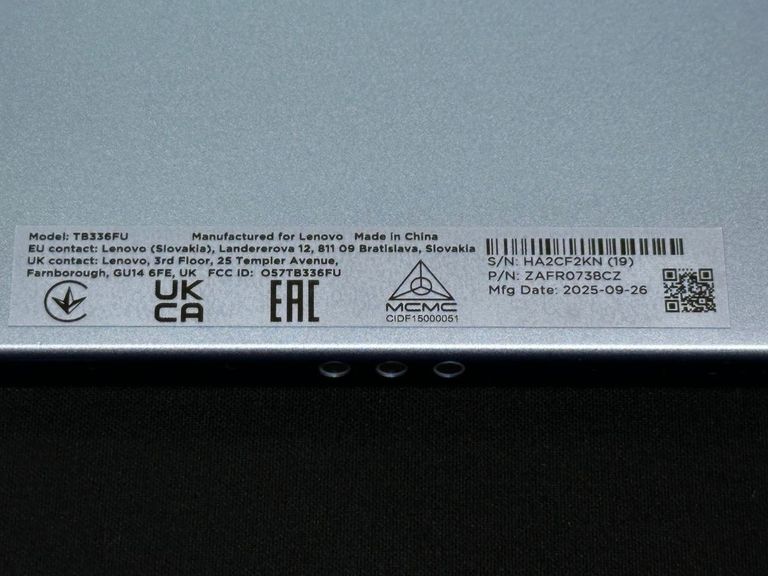 Model: TB336FU Manufactured for Lenovo Made in China
EU contact: Lenovo (Slovakia), Landererova 12, 811 09 Bratislava, Slovakia
UK contact: Lenovo, 3rd Floor, 25 Templer Avenue,
Farnborough, GU14 6FE, UK FCC ID: O57TB336FU
UK
CA
EAC
MCMC
CIDF15000051
S/N: HA2CF2KN (19)
P/N: ZAFR0738CZ
Mfg Date: 2025-09-26